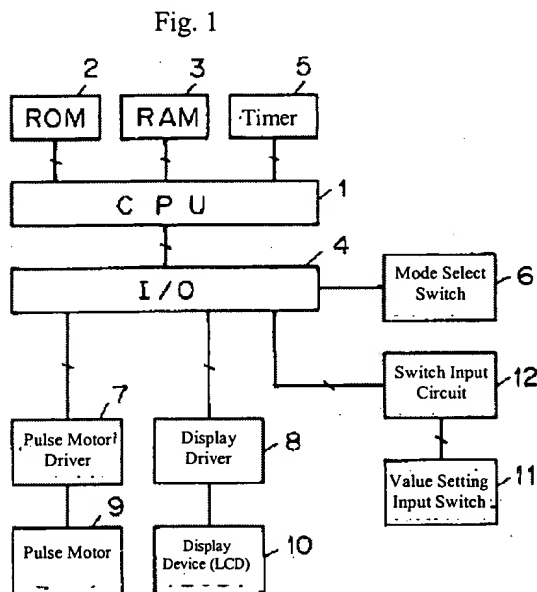 Fig. 1
2
3
5
ROM
RAM
Timer
CPU
1
4
I/O
Mode Select
Switch
6
Switch Input
Circuit
12
7
Pulse Motor
Driver
Display
Driver
8
Value Setting
Input Switch
11
9
Pulse Motor
Display
Device (LCD)
10